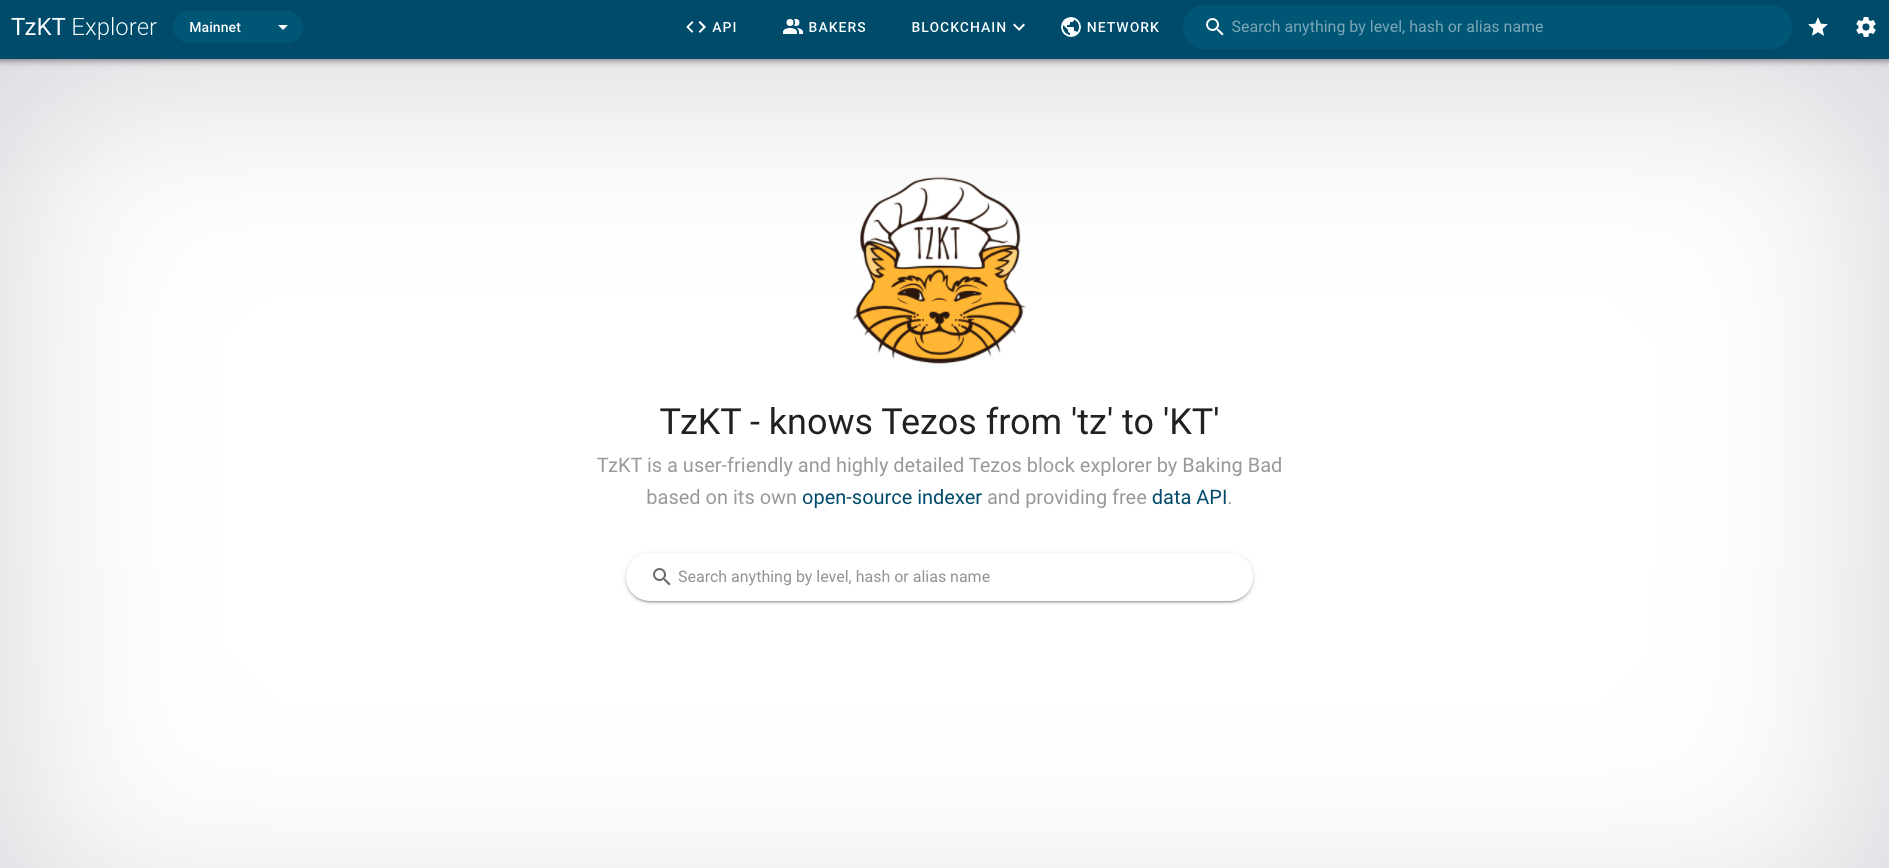 TzKT Explorer
Mainnet
API
BAKERS
BLOCKCHAIN
NETWORK
Search anything by level, hash or alias name
TZKT
TzKT - knows Tezos from 'tz' to 'KT'
TzKT is a user-friendly and highly detailed Tezos block explorer by Baking Bad
based on its own open-source indexer and providing free data API.
Search anything by level, hash or alias name